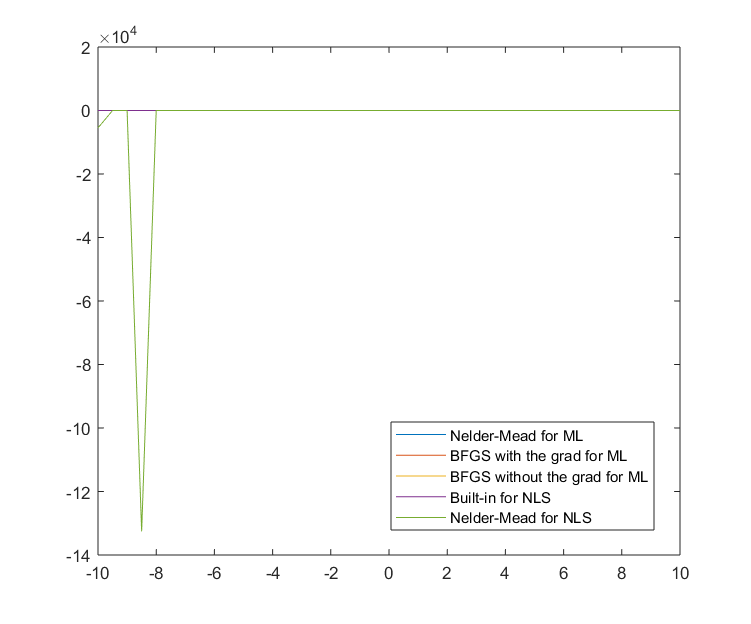 ×10^4
2
0
-2
-4
-6
-8
-10
-12
-14
-10 -8 -6 -4 -2 0 2 4 6 8 10
Nelder-Mead for ML
BFGS with the grad for ML
BFGS without the grad for ML
Built-in for NLS
Nelder-Mead for NLS